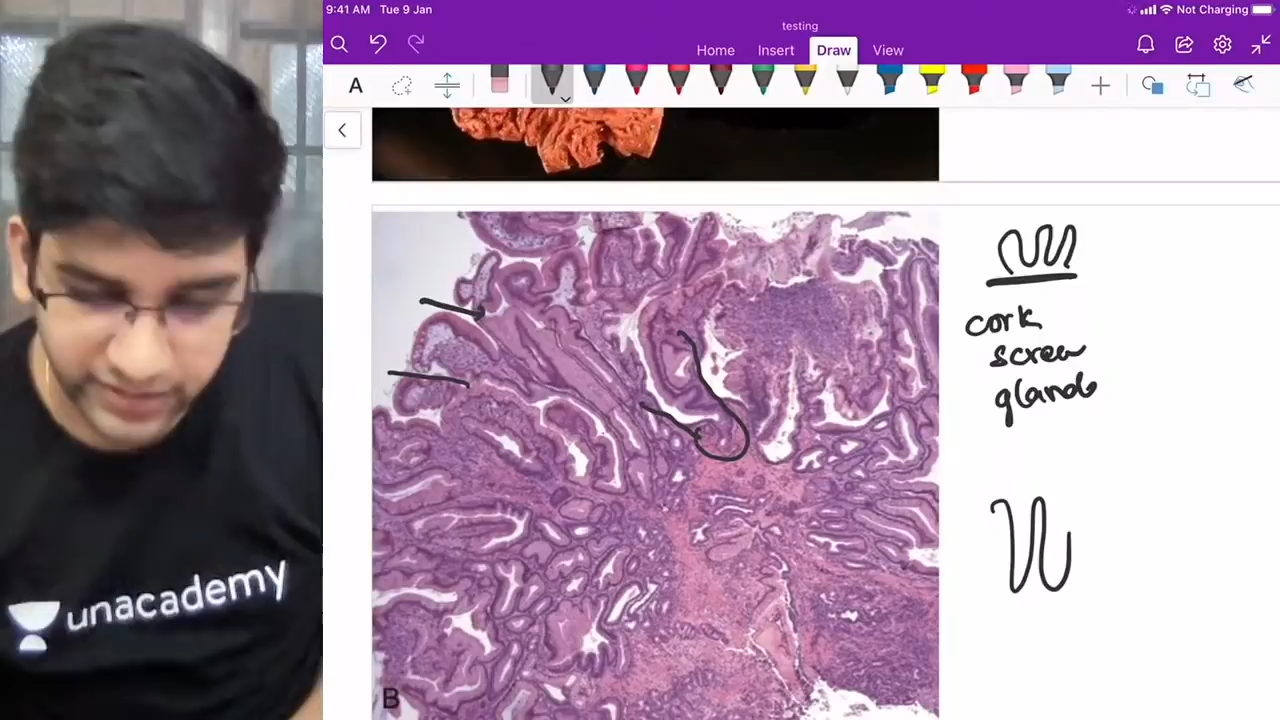 9:41 AM Tue 9 Jan
Not Charging
testing
Home Insert Draw View
A
cork
screw
glands
unacademy
B